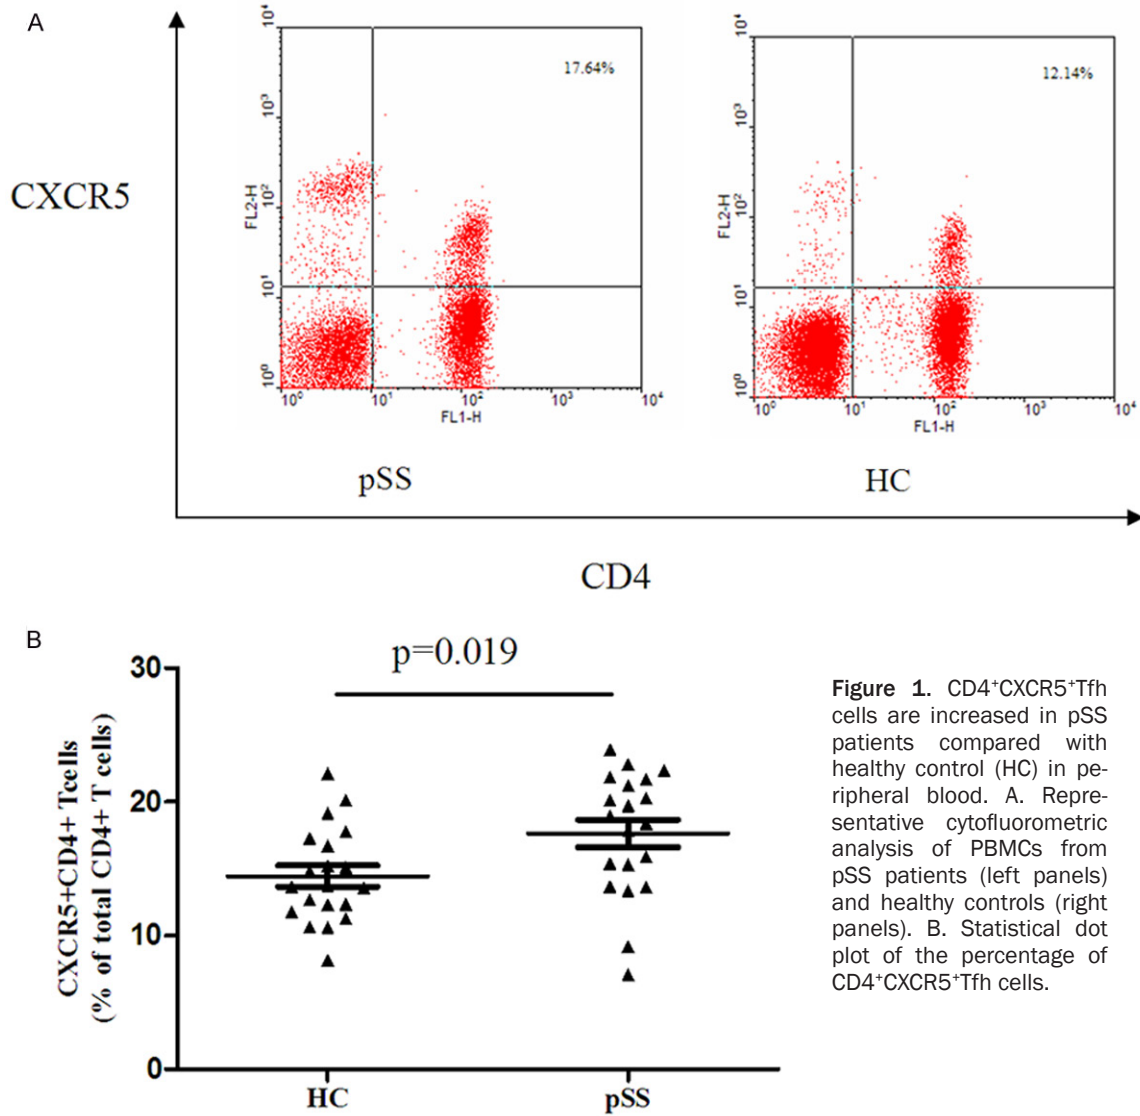 A
CXCR5
10⁴
10³
10²
10¹
10⁰
FL2-H
17.64%
10⁰ 10¹ 10² 10³ 10⁴
FL1-H
pSS
10⁴
10³
10²
10¹
10⁰
FL2-H
12.14%
10⁰ 10¹ 10² 10³ 10⁴
FL1-H
HC
CD4
B
p=0.019
CXCR5+CD4+ Tcells
(% of total CD4+ T cells)
30
20
10
0
HC
pSS
Figure 1. CD4⁺CXCR5⁺Tfh
cells are increased in pSS
patients compared with
healthy control (HC) in pe-
ripheral blood. A. Repre-
sentative cytofluorometric
analysis of PBMCs from
pSS patients (left panels)
and healthy controls (right
panels). B. Statistical dot
plot of the percentage of
CD4⁺CXCR5⁺Tfh cells.